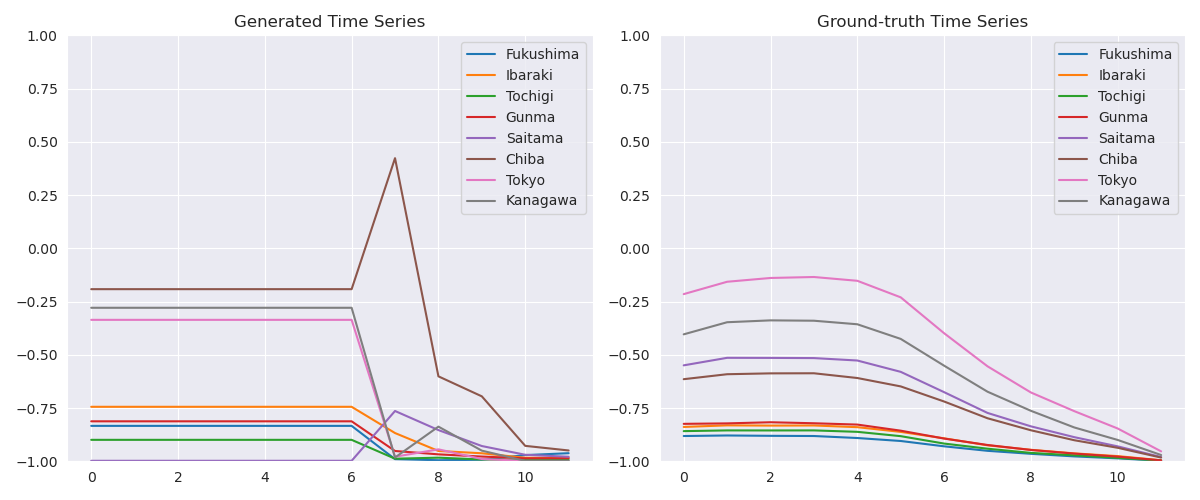 Generated Time Series
1.00
0.75
0.50
0.25
0.00
−0.25
−0.50
−0.75
−1.00
0 2 4 6 8 10
Fukushima
Ibaraki
Tochigi
Gunma
Saitama
Chiba
Tokyo
Kanagawa
Ground-truth Time Series
1.00
0.75
0.50
0.25
0.00
−0.25
−0.50
−0.75
−1.00
0 2 4 6 8 10
Fukushima
Ibaraki
Tochigi
Gunma
Saitama
Chiba
Tokyo
Kanagawa